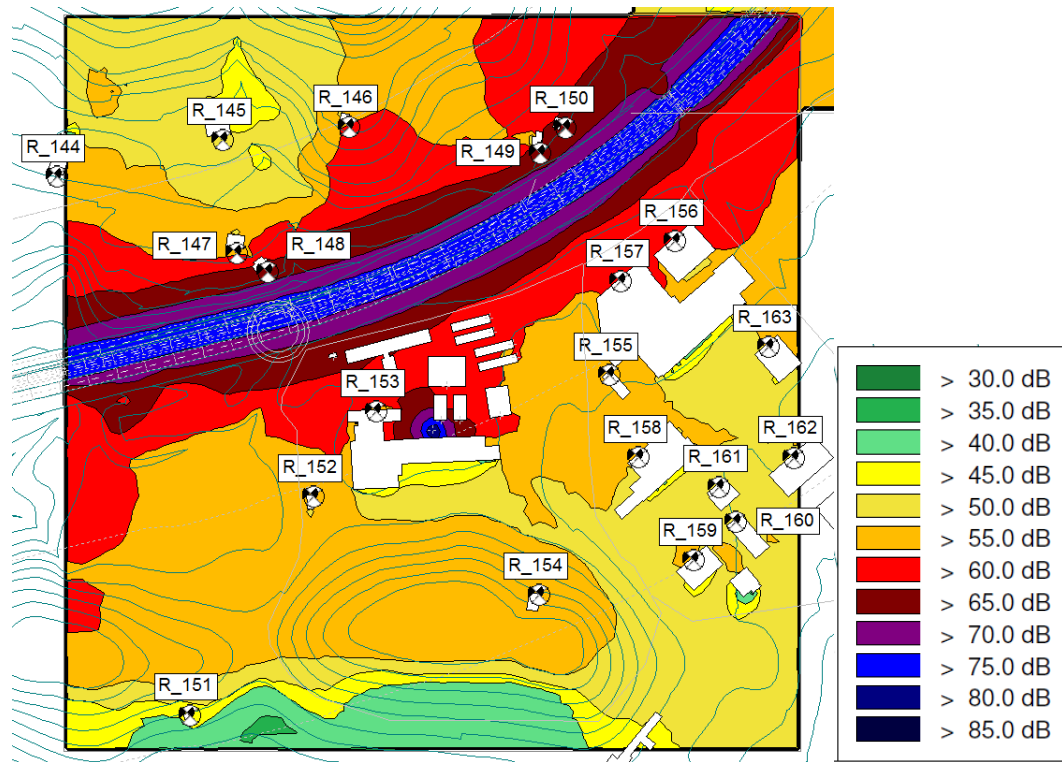 R_150
R_146
R_145
R_144
R_149
R_156
R_147
R_148
R_157
R_163
R_155
R_153
R_158
R_162
R_152
R_161
R_160
R_159
R_154
R_151
> 30.0 dB
> 35.0 dB
> 40.0 dB
> 45.0 dB
> 50.0 dB
> 55.0 dB
> 60.0 dB
> 65.0 dB
> 70.0 dB
> 75.0 dB
> 80.0 dB
> 85.0 dB